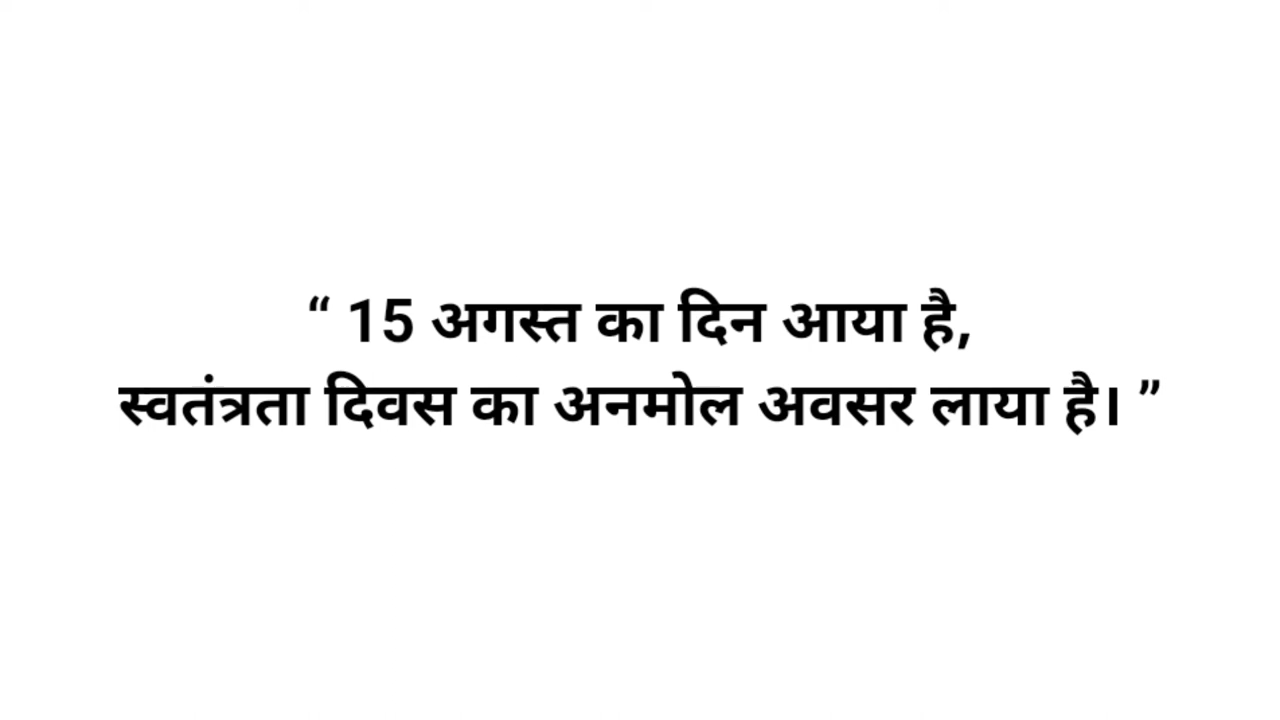 “ 15 अगस्त का दिन आया है,
स्वतंत्रता दिवस का अनमोल अवसर लाया है। ”